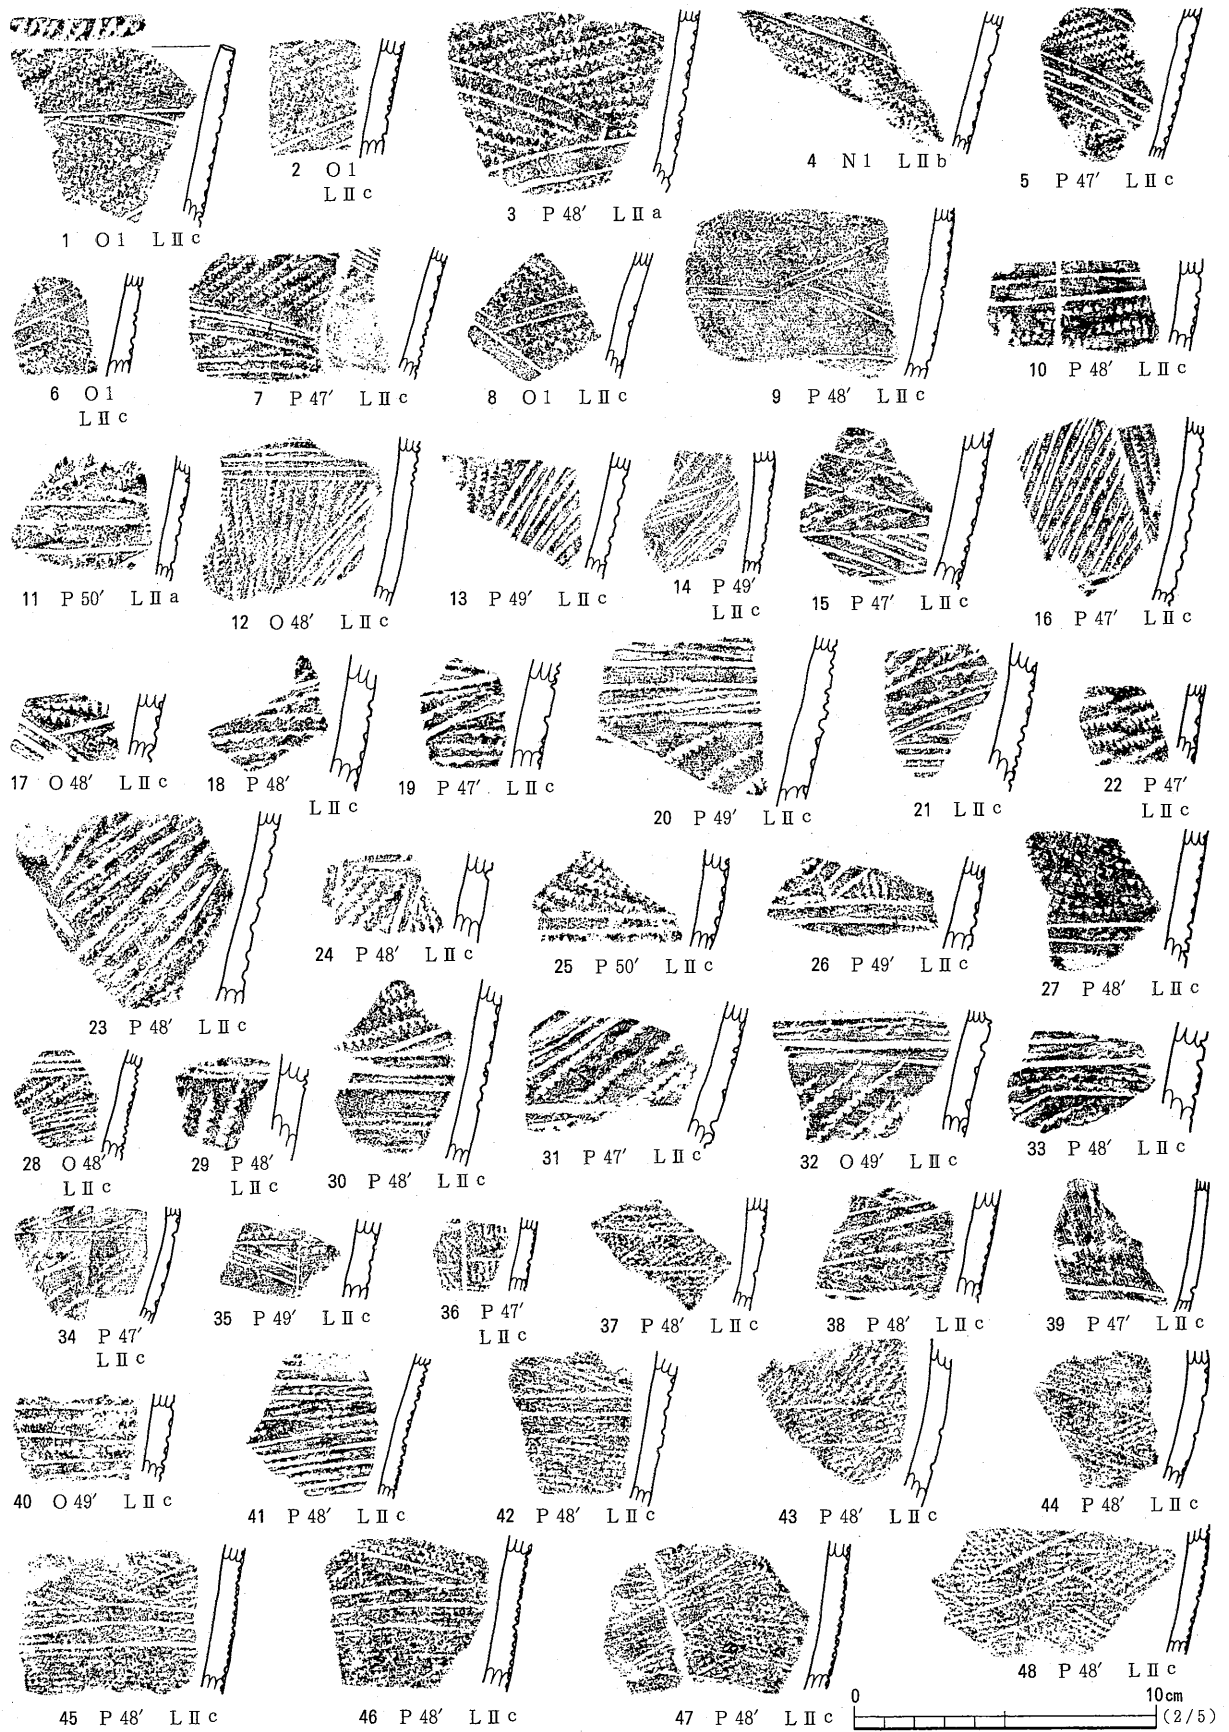 1 O1 LⅡc
2 O1
LⅡc
3 P48′ LⅡa
4 N1 LⅡb
5 P47′ LⅡc
6 O1
LⅡc
7 P47′ LⅡc
8 O1 LⅡc
9 P48′ LⅡc
10 P48′ LⅡc
11 P50′ LⅡa
12 O48′ LⅡc
13 P49′ LⅡc
14 P49′
LⅡc
15 P47′ LⅡc
16 P47′ LⅡc
17 O48′ LⅡc
18 P48′
LⅡc
19 P47′ LⅡc
20 P49′ LⅡc
21 LⅡc
22 P47′
LⅡc
23 P48′ LⅡc
24 P48′ LⅡc
25 P50′ LⅡc
26 P49′ LⅡc
27 P48′ LⅡc
28 O48′
LⅡc
29 P48′
LⅡc
30 P48′ LⅡc
31 P47′ LⅡc
32 O49′ LⅡc
33 P48′ LⅡc
34 P47′
LⅡc
35 P49′ LⅡc
36 P47′
LⅡc
37 P48′ LⅡc
38 P48′ LⅡc
39 P47′ LⅡc
40 O49′ LⅡc
41 P48′ LⅡc
42 P48′ LⅡc
43 P48′ LⅡc
44 P48′ LⅡc
45 P48′ LⅡc
46 P48′ LⅡc
47 P48′ LⅡc
48 P48′ LⅡc
0 10cm
(2/5)